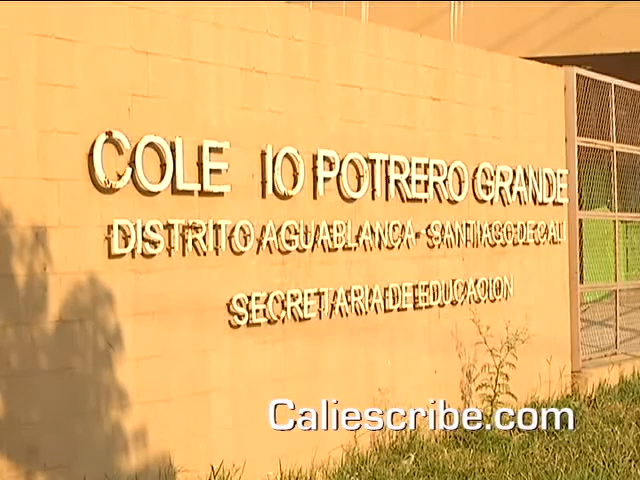 COLE IO POTRERO GRANDE
DISTRITO AGUABLANCA - SANTIAGO DE CALI
SECRETARIA DE EDUCACION
Caliescribe.com